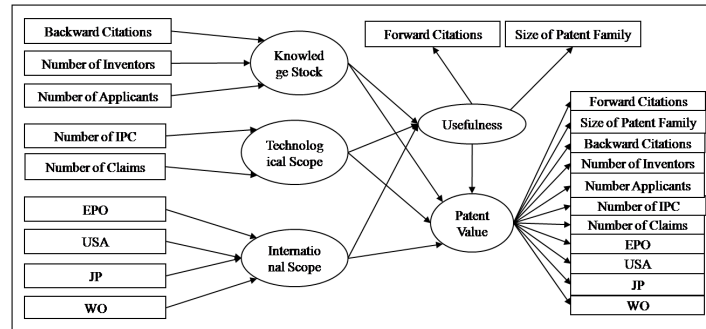 Backward Citations
Number of Inventors
Number of Applicants
Number of IPC
Number of Claims
EPO
USA
JP
WO
Knowled
ge Stock
Technolog
ical Scope
Internatio
nal Scope
Forward Citations
Size of Patent Family
Usefulness
Patent
Value
Forward Citations
Size of Patent Family
Backward Citations
Number of Inventors
Number Applicants
Number of IPC
Number of Claims
EPO
USA
JP
WO